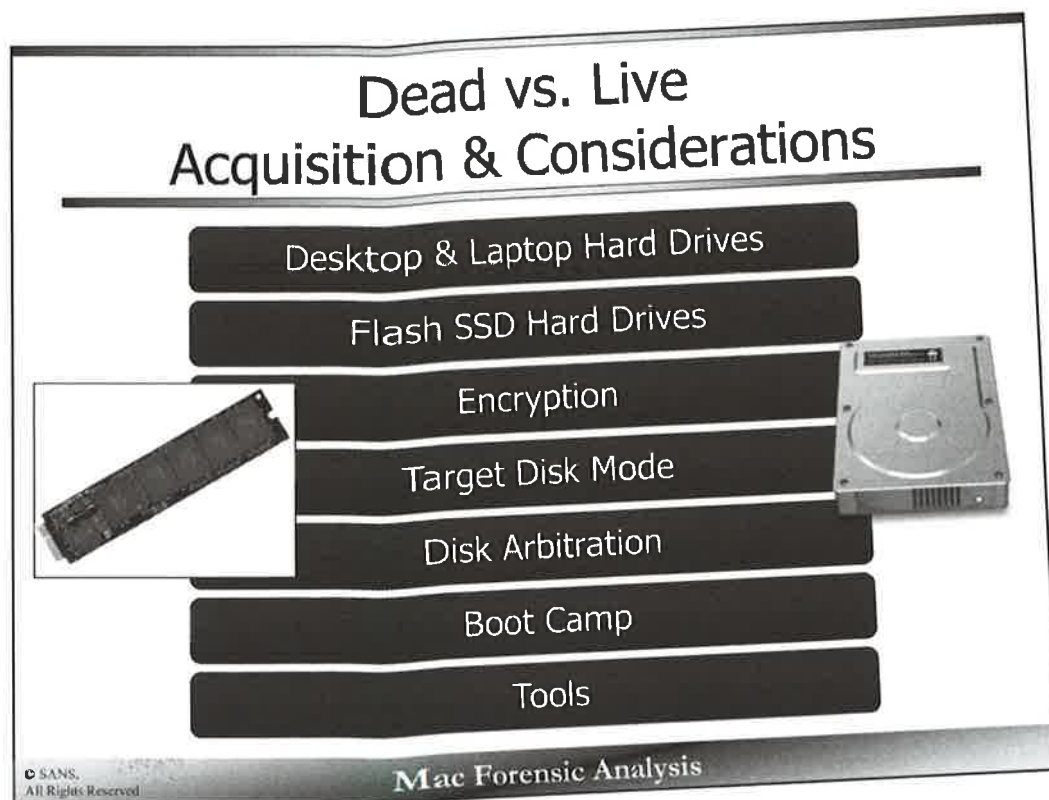 Dead vs. Live
Acquisition & Considerations
Desktop & Laptop Hard Drives
Flash SSD Hard Drives
Encryption
Target Disk Mode
Disk Arbitration
Boot Camp
Tools
© SANS,
All Rights Reserved
Mac Forensic Analysis